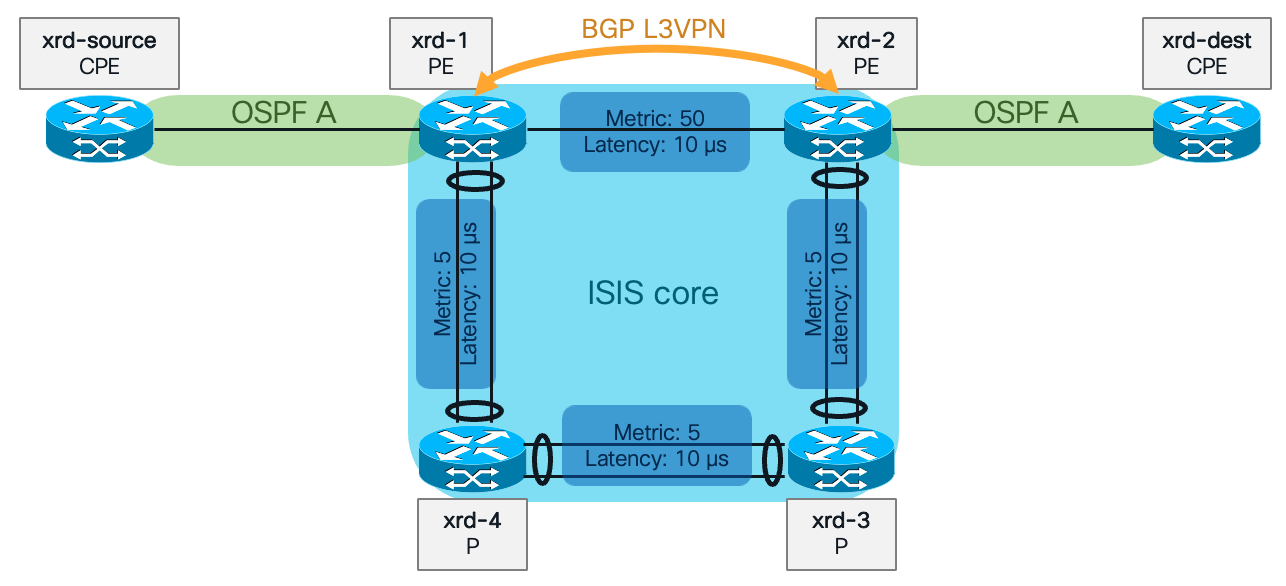 xrd-source
CPE
xrd-1
PE
BGP L3VPN
xrd-2
PE
xrd-dest
CPE
OSPF A
Metric: 50
Latency: 10 µs
OSPF A
Metric: 5
Latency: 10 µs
ISIS core
Metric: 5
Latency: 10 µs
Metric: 5
Latency: 10 µs
xrd-4
P
xrd-3
P